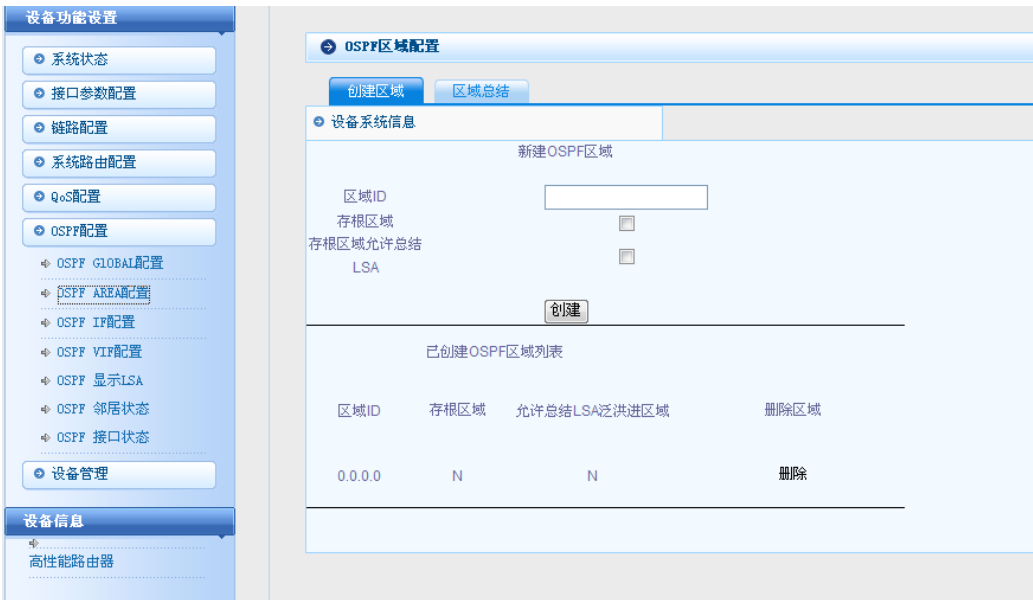 设备功能设置
系统状态
接口参数配置
链路配置
系统路由配置
QoS配置
OSPF配置
OSPF GlOBAL配置
OSPF AREA配置
OSPF IF配置
OSPF VIF配置
OSPF 显示LSA
OSPF 邻居状态
OSPF 接口状态
设备管理
设备信息
高性能路由器
OSPF区域配置
创建区域 区域总结
设备系统信息
新建OSPF区域
区域ID
存根区域
存根区域允许总结
LSA
创建
已创建OSPF区域列表
区域ID 存根区域 允许总结LSA泛洪进区域 删除区域
0.0.0.0 N N 删除